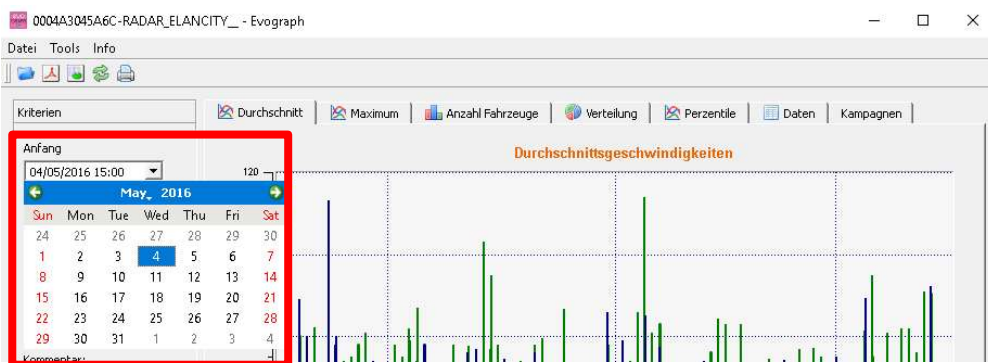 0004A3045A6C-RADAR_ELANCITY__ - Evograph
Datei Tools Info
Kriterien
Durchschnitt Maximum Anzahl Fahrzeuge Verteilung Perzentile Daten Kampagnen
Anfang
04/05/2016 15:00
Durchschnittsgeschwindigkeiten
120
May, 2016
Sun Mon Tue Wed Thu Fri Sat
24 25 26 27 28 29 30
1 2 3 4 5 6 7
8 9 10 11 12 13 14
15 16 17 18 19 20 21
22 23 24 25 26 27 28
29 30 31 1 2 3 4
Kommentar: